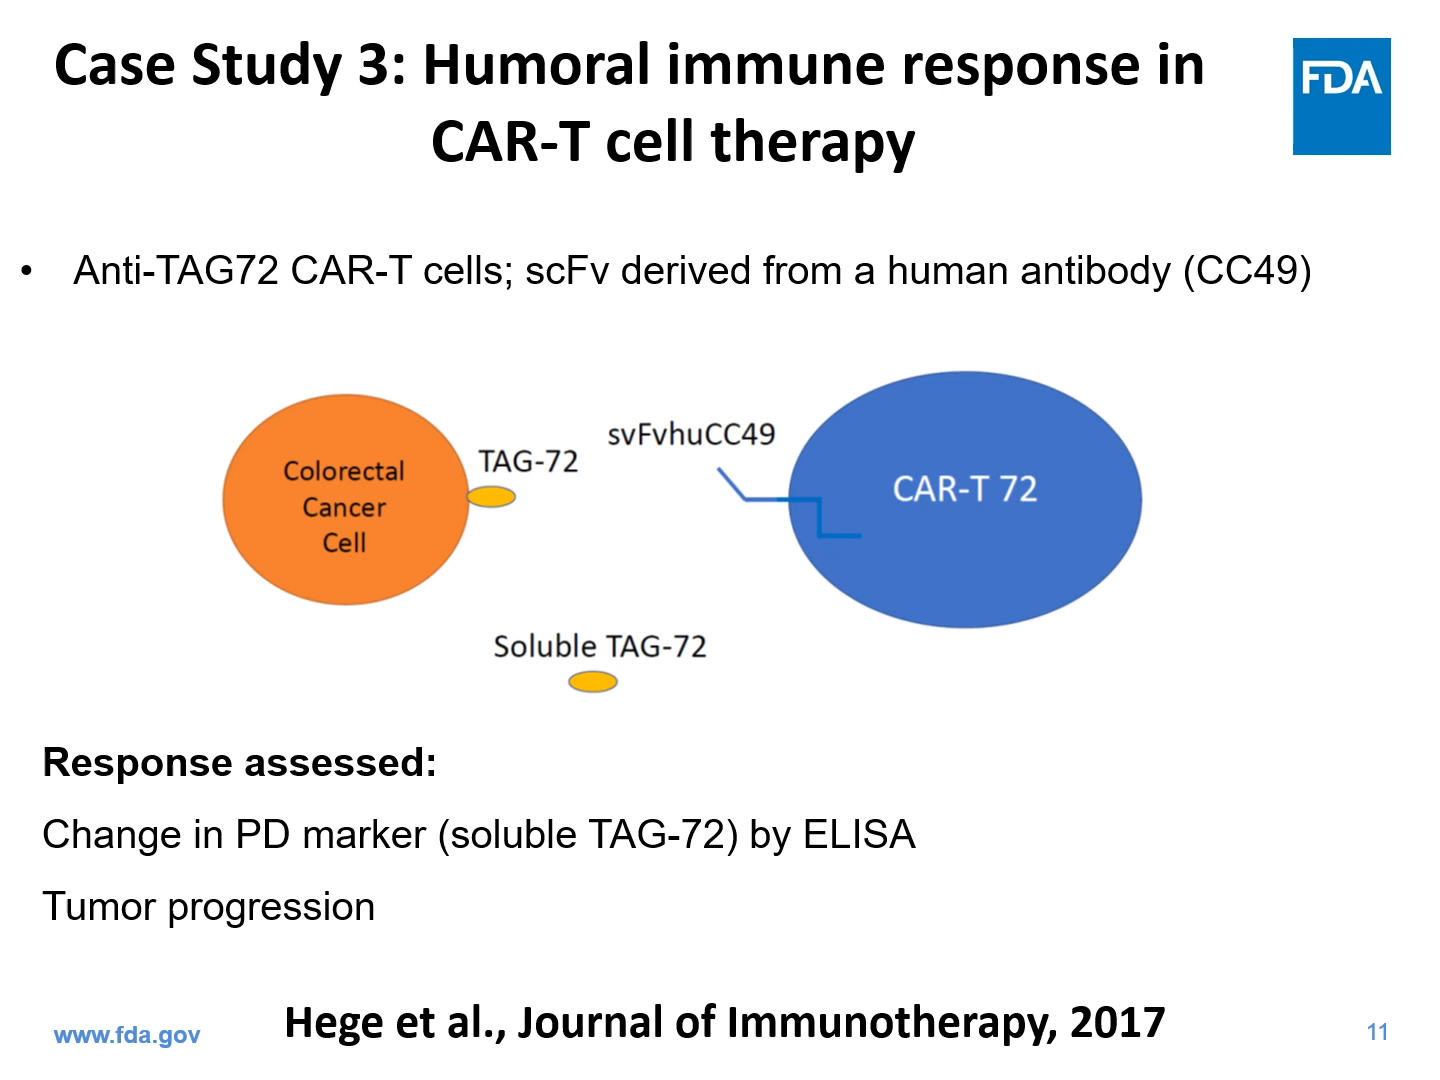 Case Study 3: Humoral immune response in
CAR-T cell therapy
FDA
• Anti-TAG72 CAR-T cells; scFv derived from a human antibody (CC49)
Colorectal
Cancer
Cell
TAG-72
svFvhuCC49
CAR-T 72
Soluble TAG-72
Response assessed:
Change in PD marker (soluble TAG-72) by ELISA
Tumor progression
www.fda.gov
Hege et al., Journal of Immunotherapy, 2017
11